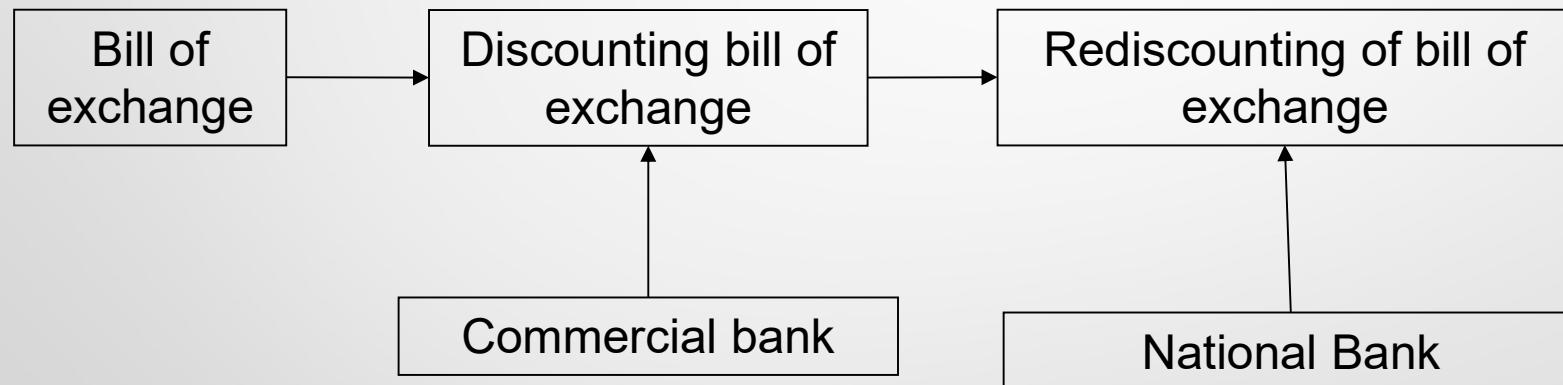 Bill of
exchange
Discounting bill of
exchange
Rediscounting of bill of
exchange
Commercial bank
National Bank